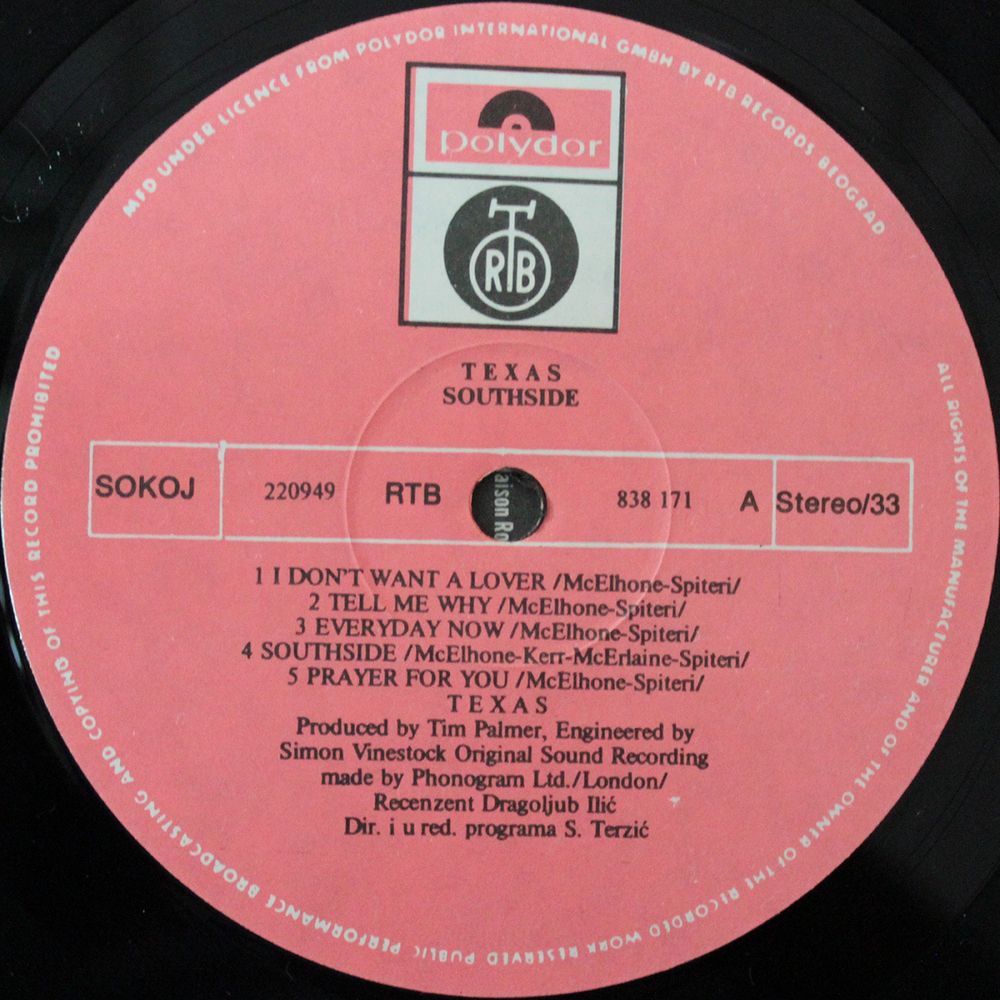 MFD UNDER LICENCE FROM POLYDOR INTERNATIONAL GMBH BY RTB RECORDS BEOGRAD
polydor
RTB
TEXAS
SOUTHSIDE
SOKOJ 220949 RTB 838 171 A Stereo/33
aison Ro
1 I DON'T WANT A LOVER /McElhone-Spiteri/
2 TELL ME WHY /McElhone-Spiteri/
3 EVERYDAY NOW /McElhone-Spiteri/
4 SOUTHSIDE /McElhone-Kerr-McErlaine-Spiteri/
5 PRAYER FOR YOU /McElhone-Spiteri/
TEXAS
Produced by Tim Palmer, Engineered by
Simon Vinestock Original Sound Recording
made by Phonogram Ltd./London/
Recenzent Dragoljub Ilić
Dir. i u red. programa S. Terzić
ALL RIGHTS OF THE MANUFACTURER AND OF THE OWNER OF THE RECORDED WORK RESERVED PUBLIC PERFORMANCE BROADCASTING AND COPYING OF THIS RECORD PROHIBITED